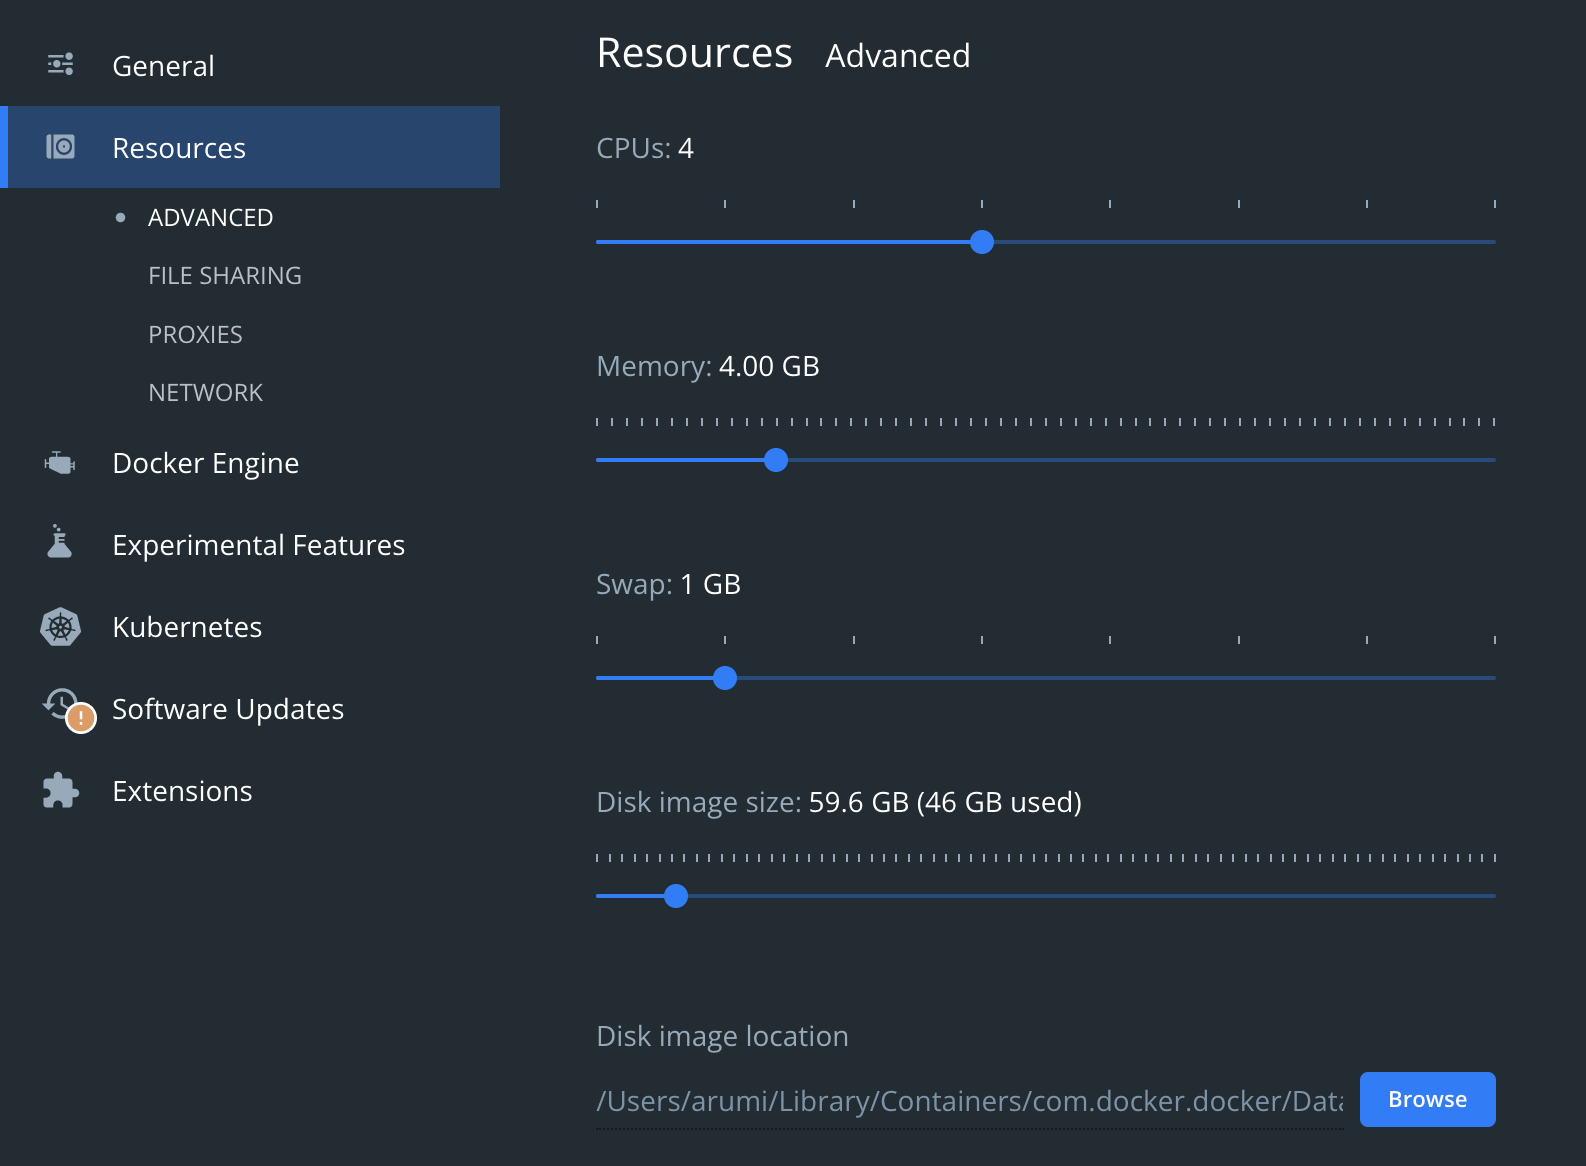 General
Resources
ADVANCED
FILE SHARING
PROXIES
NETWORK
Docker Engine
Experimental Features
Kubernetes
Software Updates
Extensions
Resources Advanced
CPUs: 4
Memory: 4.00 GB
Swap: 1 GB
Disk image size: 59.6 GB (46 GB used)
Disk image location
/Users/arumi/Library/Containers/com.docker.docker/Data
Browse